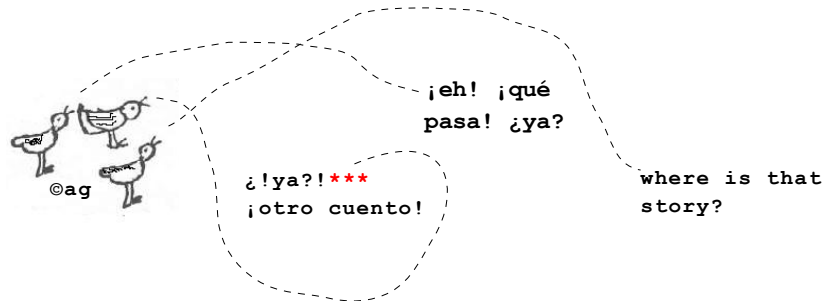 ¡eh! ¡qué
pasa! ¿ya?
¿!ya?!***
¡otro cuento!
where is that
story?
©ag